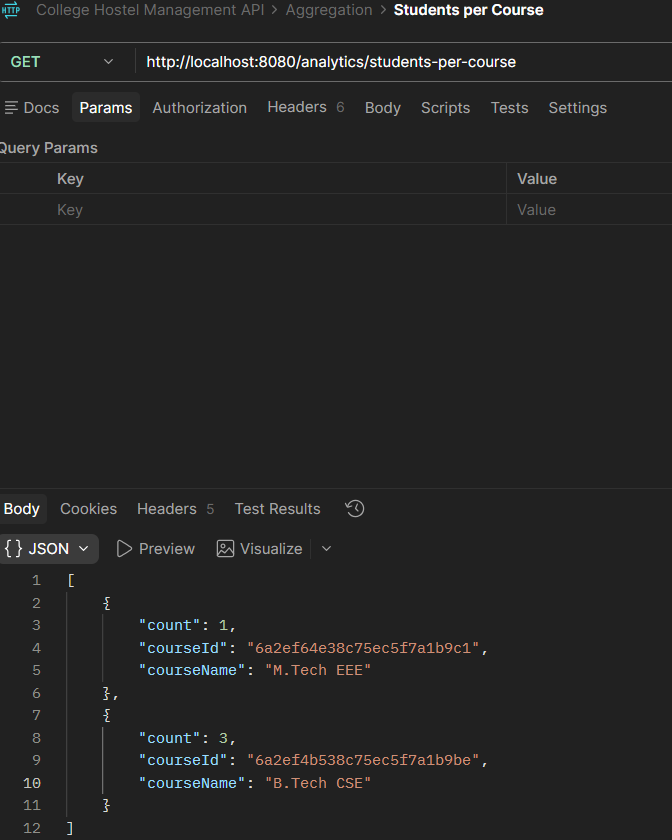 HTTP College Hostel Management API > Aggregation > Students per Course
GET http://localhost:8080/analytics/students-per-course
Docs Params Authorization Headers 6 Body Scripts Tests Settings
Query Params
Key Value
Key Value
Body Cookies Headers 5 Test Results
{} JSON Preview Visualize
1 [
2 {
3 "count": 1,
4 "courseId": "6a2ef64e38c75ec5f7a1b9c1",
5 "courseName": "M.Tech EEE"
6 },
7 {
8 "count": 3,
9 "courseId": "6a2ef4b538c75ec5f7a1b9be",
10 "courseName": "B.Tech CSE"
11 }
12 ]